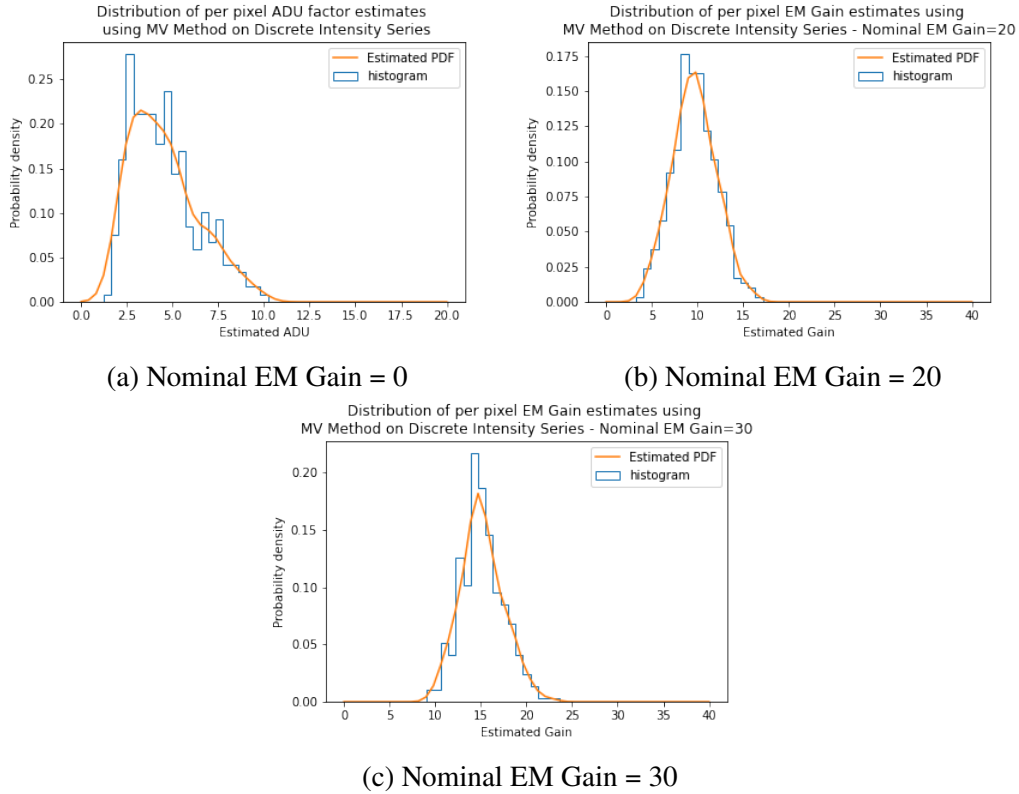 Distribution of per pixel ADU factor estimates
using MV Method on Discrete Intensity Series
Estimated PDF
histogram
0.25
0.20
0.15
0.10
0.05
0.00
Probability density
0.0 2.5 5.0 7.5 10.0 12.5 15.0 17.5 20.0
Estimated ADU
(a) Nominal EM Gain = 0
Distribution of per pixel EM Gain estimates using
MV Method on Discrete Intensity Series - Nominal EM Gain=20
Estimated PDF
histogram
0.175
0.150
0.125
0.100
0.075
0.050
0.025
0.000
Probability density
0 5 10 15 20 25 30 35 40
Estimated Gain
(b) Nominal EM Gain = 20
Distribution of per pixel EM Gain estimates using
MV Method on Discrete Intensity Series - Nominal EM Gain=30
Estimated PDF
histogram
0.20
0.15
0.10
0.05
0.00
Probability density
0 5 10 15 20 25 30 35 40
Estimated Gain
(c) Nominal EM Gain = 30